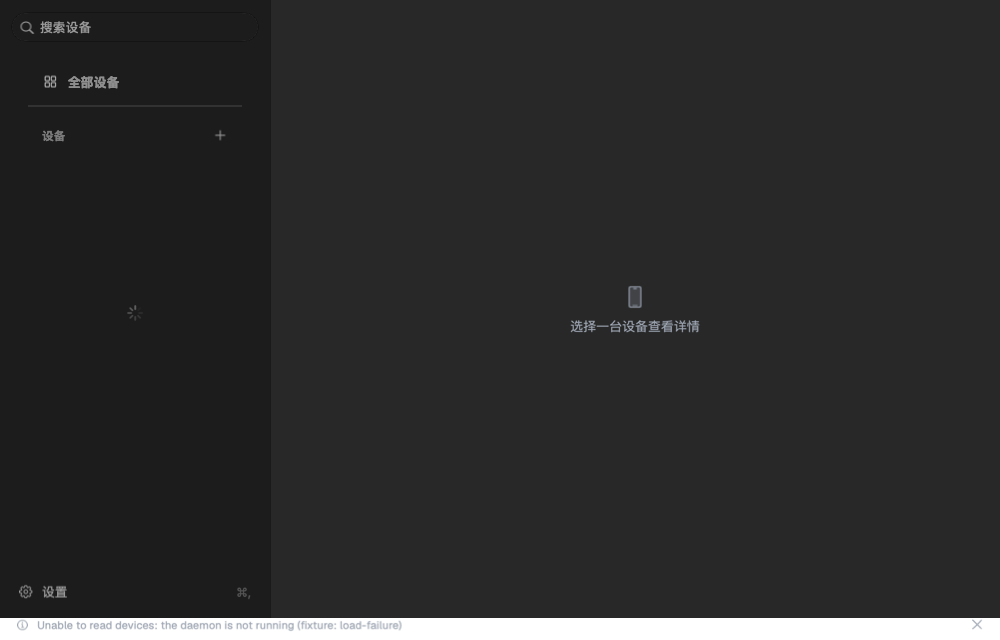 搜索设备
全部设备
设备
选择一台设备查看详情
设置 ⌘,
Unable to read devices: the daemon is not running (fixture: load-failure)